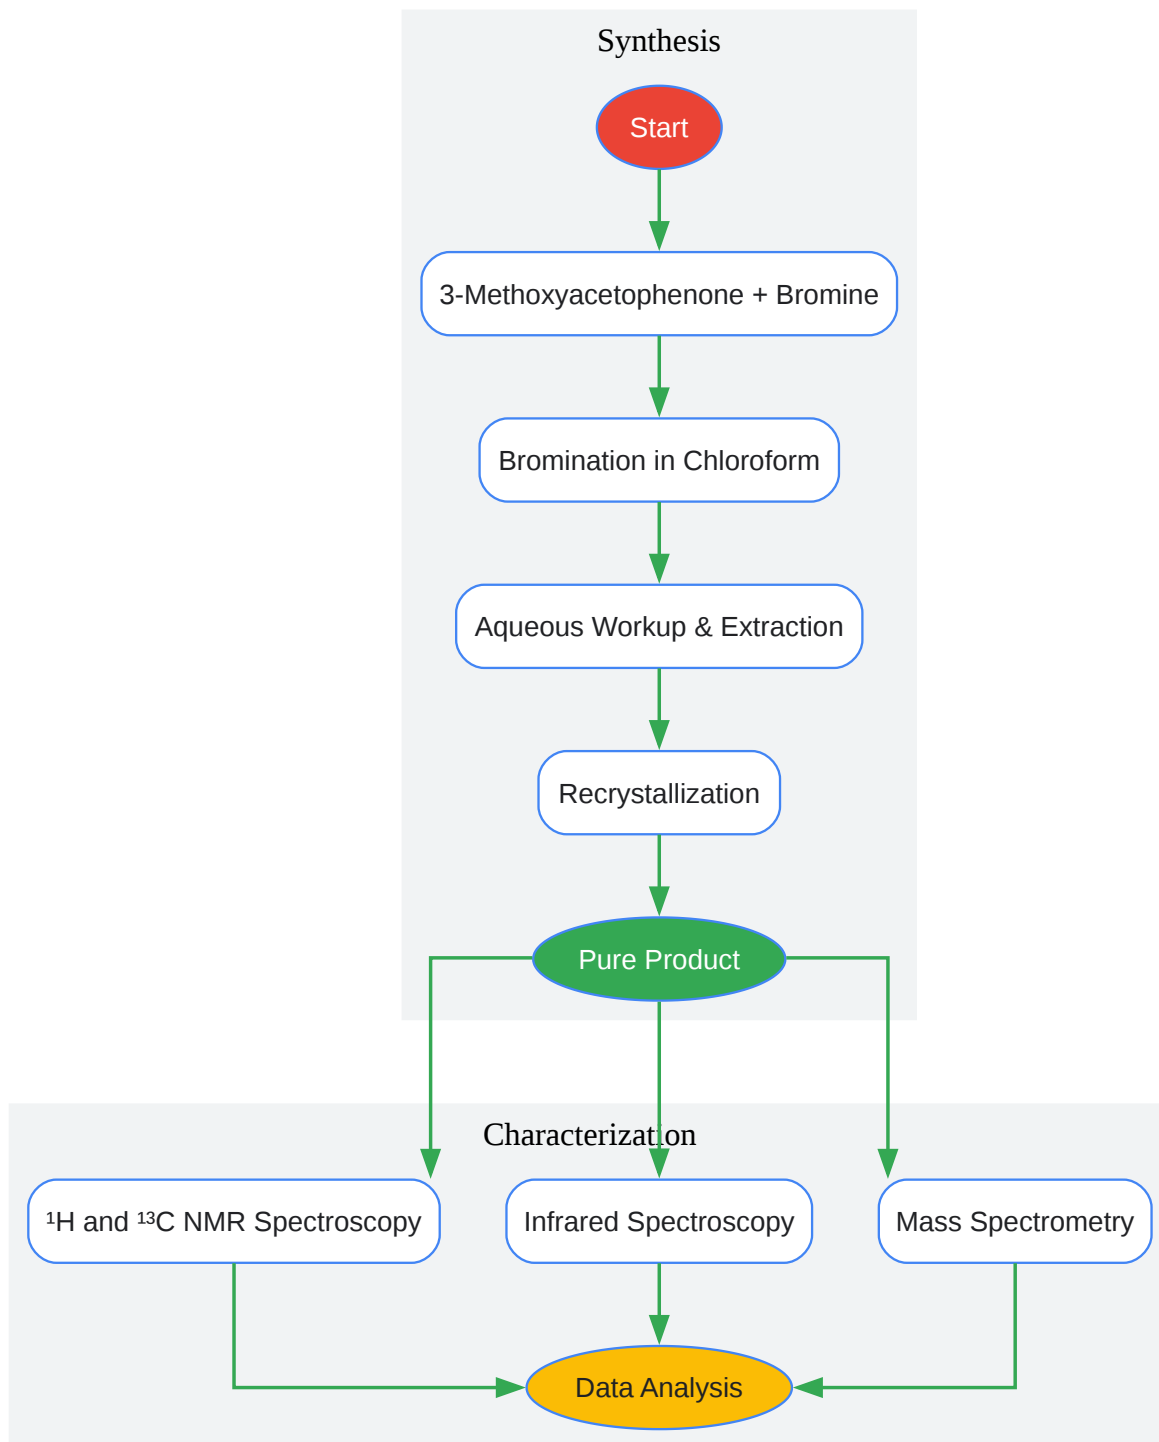 Synthesis
Start
3-Methoxyacetophenone + Bromine
Bromination in Chloroform
Aqueous Workup & Extraction
Recrystallization
Pure Product
Characterization
¹H and ¹³C NMR Spectroscopy
Infrared Spectroscopy
Mass Spectrometry
Data Analysis